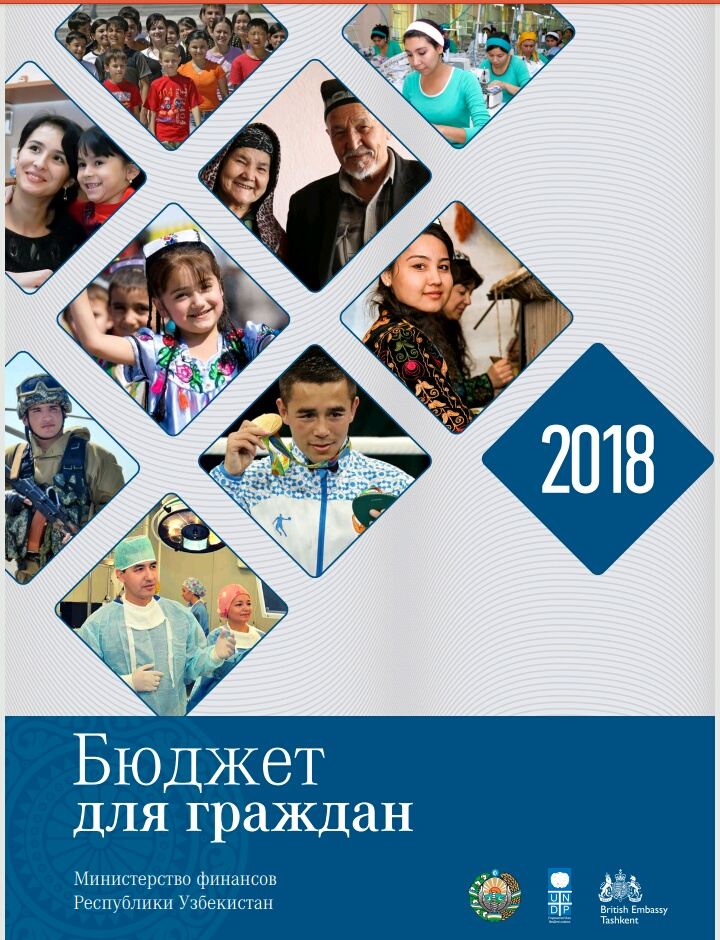 2018
Бюджет
для граждан
Министерство финансов
Республики Узбекистан
U N
D P
British Embassy
Tashkent